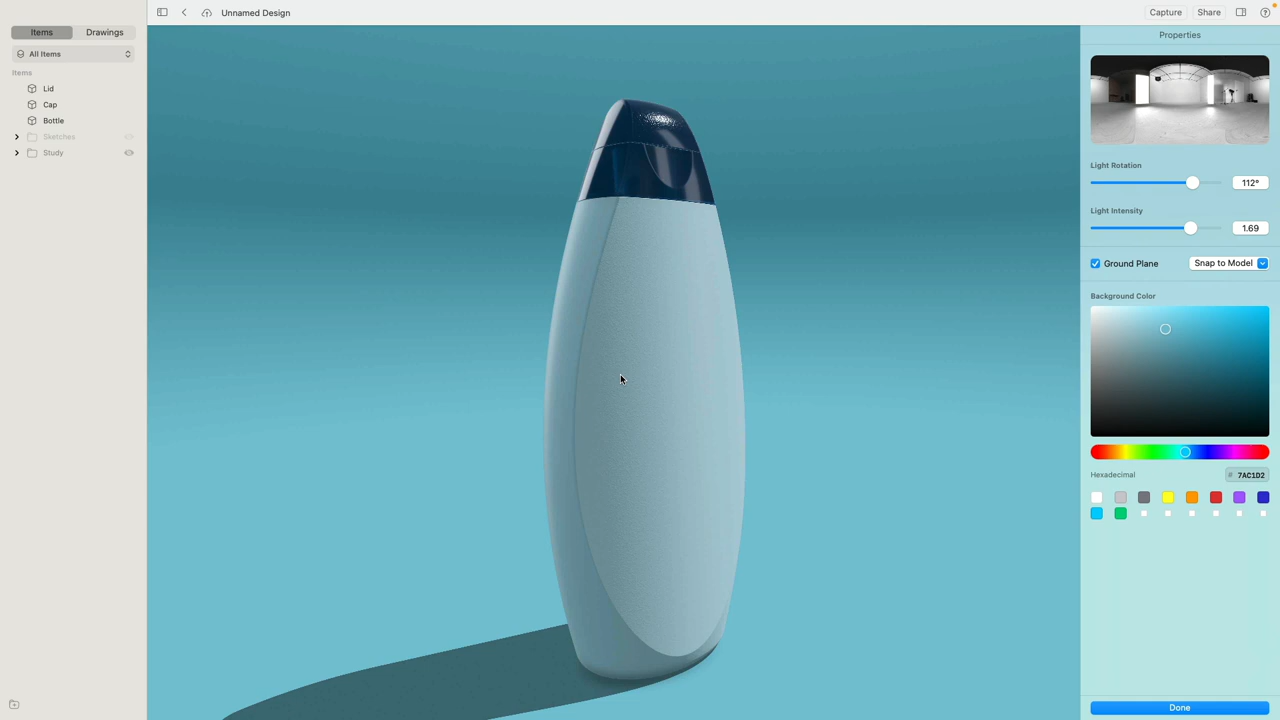 Unnamed Design
Capture
Share
Items
Drawings
All Items
Items
Lid
Cap
Bottle
Sketches
Study
Properties
Light Rotation
112°
Light Intensity
1.69
Ground Plane
Snap to Model
Background Color
Hexadecimal
# 7AC1D2
Done